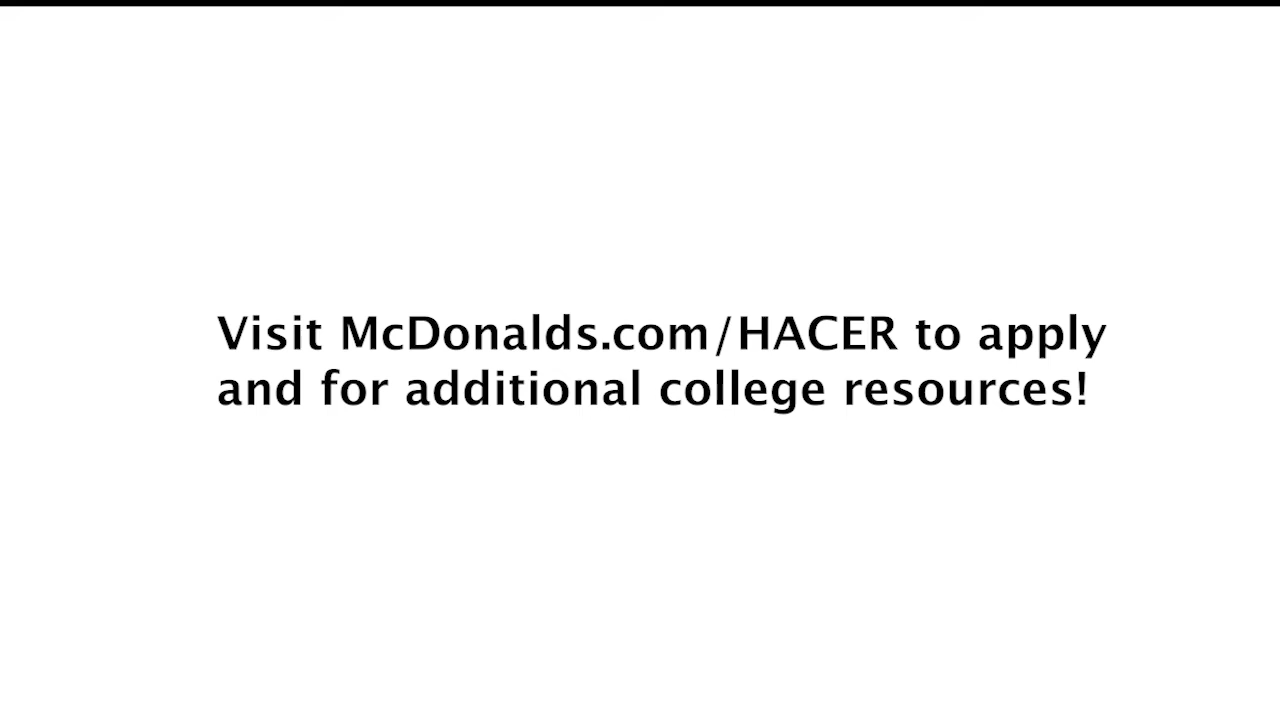 Visit McDonalds.com/HACER to apply
and for additional college resources!